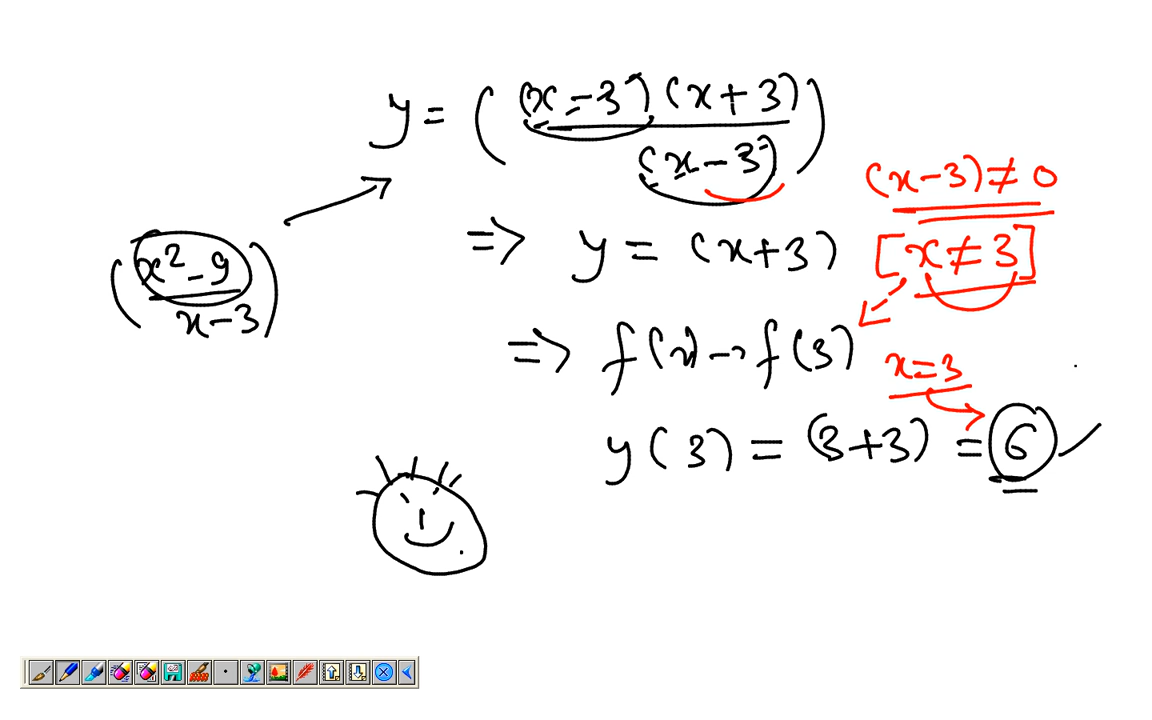 y = ( (x-3) (x+3) / (x-3) )
(x-3) ≠ 0
( x² - 9 / x-3 )
=> y = (x+3) [x ≠ 3]
=> f(x) → f(3)
x=3
y(3) = (3+3) = 6 ✓